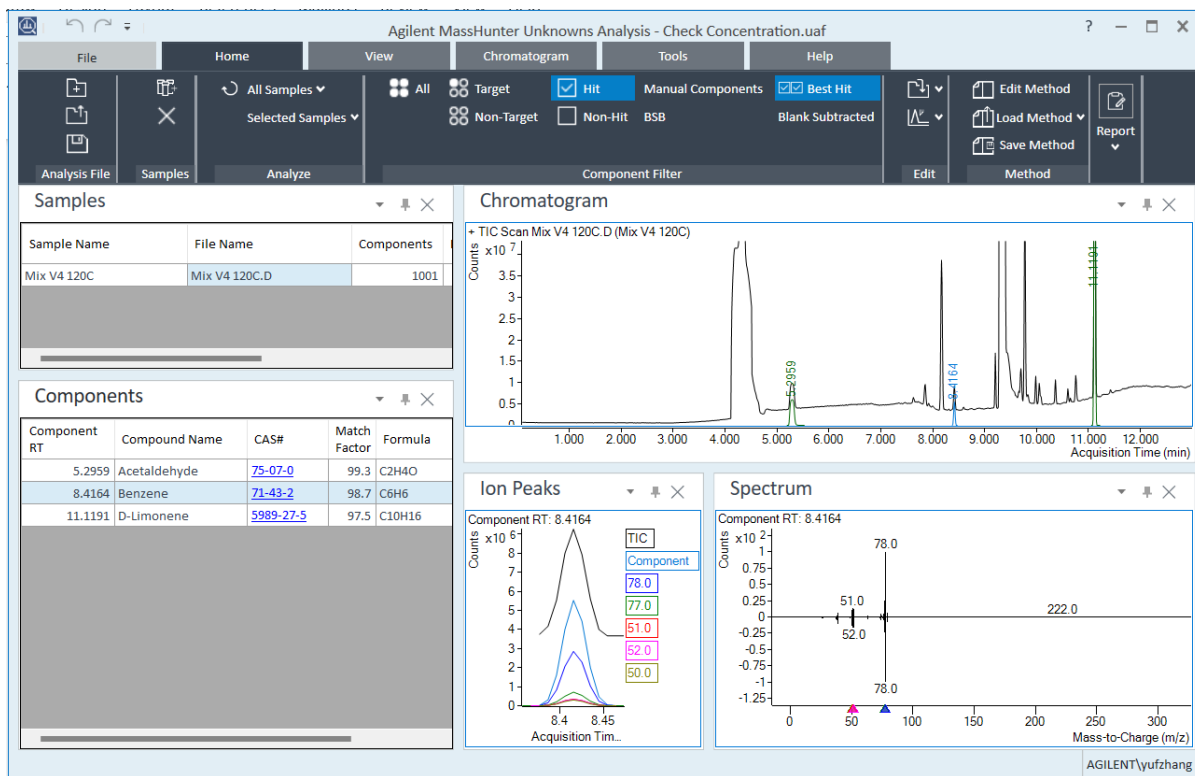 Agilent MassHunter Unknowns Analysis - Check Concentration.uaf
?
File Home View Chromatogram Tools Help
All Samples
Selected Samples
All
Target
Hit
Manual Components
Best Hit
Non-Target
Non-Hit
BSB
Blank Subtracted
Edit Method
Load Method
Save Method
Report
Analysis File
Samples
Analyze
Component Filter
Edit
Method
Samples
Sample Name File Name Components
Mix V4 120C Mix V4 120C.D 1001
Components
Component RT Compound Name CAS# Match Factor Formula
5.2959 Acetaldehyde 75-07-0 99.3 C2H4O
8.4164 Benzene 71-43-2 98.7 C6H6
11.1191 D-Limonene 5989-27-5 97.5 C10H16
Chromatogram
+ TIC Scan Mix V4 120C.D (Mix V4 120C)
Counts
x10 7
3.5
3
2.5
2
1.5
1
0.5
0
5.2959
8.4164
11.1191
1.000 2.000 3.000 4.000 5.000 6.000 7.000 8.000 9.000 10.000 11.000 12.000
Acquisition Time (min)
Ion Peaks
Component RT: 8.4164
Counts
x10 6
9
8
7
6
5
4
3
2
1
0
TIC
Component
78.0
77.0
51.0
52.0
50.0
8.4 8.45
Acquisition Tim...
Spectrum
Component RT: 8.4164
Counts
x10 2
1
0.75
0.5
0.25
0
-0.25
-0.5
-0.75
-1
-1.25
78.0
51.0
222.0
52.0
78.0
0 50 100 150 200 250 300
Mass-to-Charge (m/z)
AGILENT\yufzhang